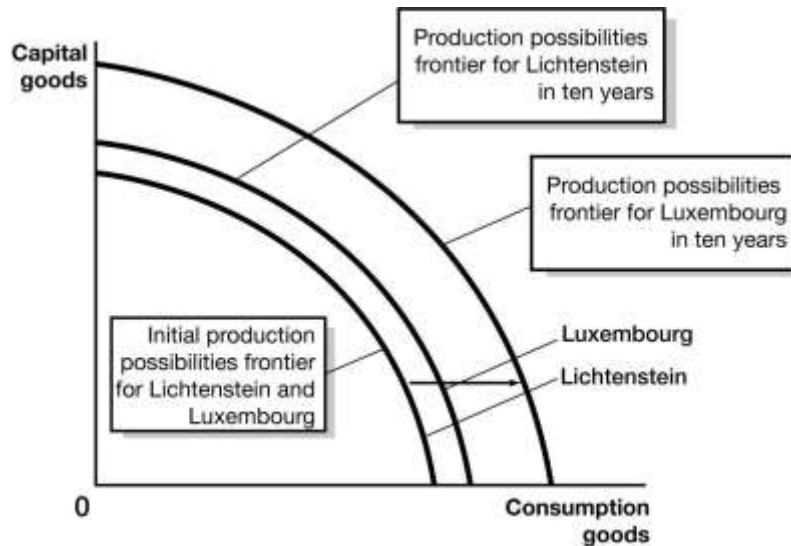 Capital
goods
Production possibilities
frontier for Lichtenstein
in ten years
Production possibilities
frontier for Luxembourg
in ten years
Initial production
possibilities frontier
for Lichtenstein and
Luxembourg
Luxembourg
Lichtenstein
0
Consumption
goods